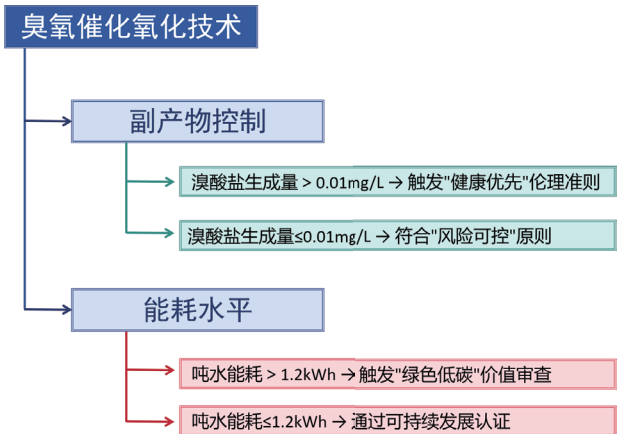 臭氧催化氧化技术
副产物控制
溴酸盐生成量 > 0.01mg/L → 触发"健康优先"伦理准则
溴酸盐生成量≤0.01mg/L → 符合"风险可控"原则
能耗水平
吨水能耗 > 1.2kWh → 触发"绿色低碳"价值审查
吨水能耗≤1.2kWh → 通过可持续发展认证